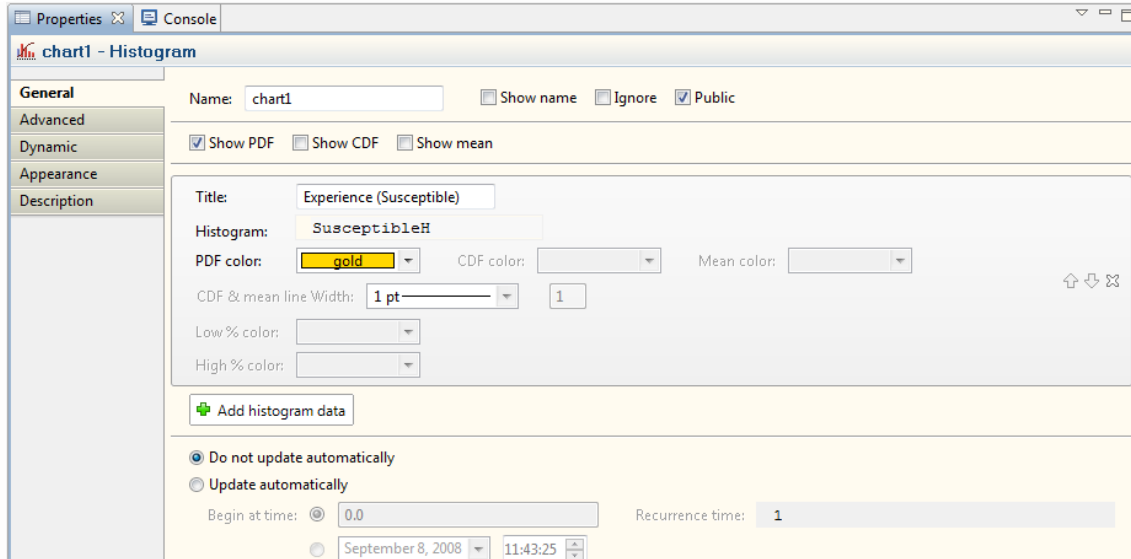 Properties Console
chart1 - Histogram
General
Advanced
Dynamic
Appearance
Description
Name: chart1 Show name Ignore Public
Show PDF Show CDF Show mean
Title: Experience (Susceptible)
Histogram: SusceptibleH
PDF color: gold CDF color: Mean color:
CDF & mean line Width: 1 pt 1
Low % color:
High % color:
Add histogram data
Do not update automatically
Update automatically
Begin at time: 0.0 Recurrence time: 1
September 8, 2008 11:43:25